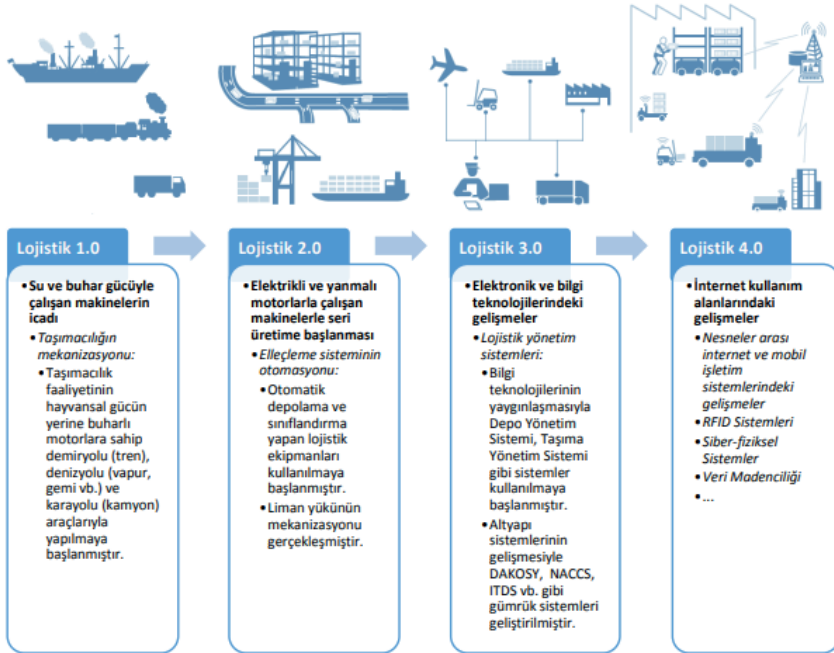 Lojistik 1.0
• Su ve buhar gücüyle
çalışan makinelerin
icadı
• Taşımacılığın
mekanizasyonu:
• Taşımacılık
faaliyetinin
hayvansal gücün
yerine buharlı
motorlara sahip
demiryolu (tren),
denizyolu (vapur,
gemi vb.) ve
karayolu (kamyon)
araçlarıyla
yapılmaya
başlanmıştır.
Lojistik 2.0
• Elektrikli ve yanmalı
motorlarla çalışan
makinelerle seri
üretime başlanması
• Elleçleme sisteminin
otomasyonu:
• Otomatik
depolama ve
sınıflandırma
yapan lojistik
ekipmanları
kullanılmaya
başlanmıştır.
• Liman yükünün
mekanizasyonu
gerçekleşmiştir.
Lojistik 3.0
• Elektronik ve bilgi
teknolojilerindeki
gelişmeler
• Lojistik yönetim
sistemleri:
• Bilgi
teknolojilerinin
yaygınlaşmasıyla
Depo Yönetim
Sistemi, Taşıma
Yönetim Sistemi
gibi sistemler
kullanılmaya
başlanmıştır.
• Altyapı
sistemlerinin
gelişmesiyle
DAKOSY, NACCS,
ITDS vb. gibi
gümrük sistemleri
geliştirilmiştir.
Lojistik 4.0
• İnternet kullanım
alanlarındaki
gelişmeler
• Nesneler arası
internet ve mobil
işletim
sistemlerindeki
gelişmeler
• RFID Sistemleri
• Siber-fiziksel
Sistemler
• Veri Madenciliği
• ...